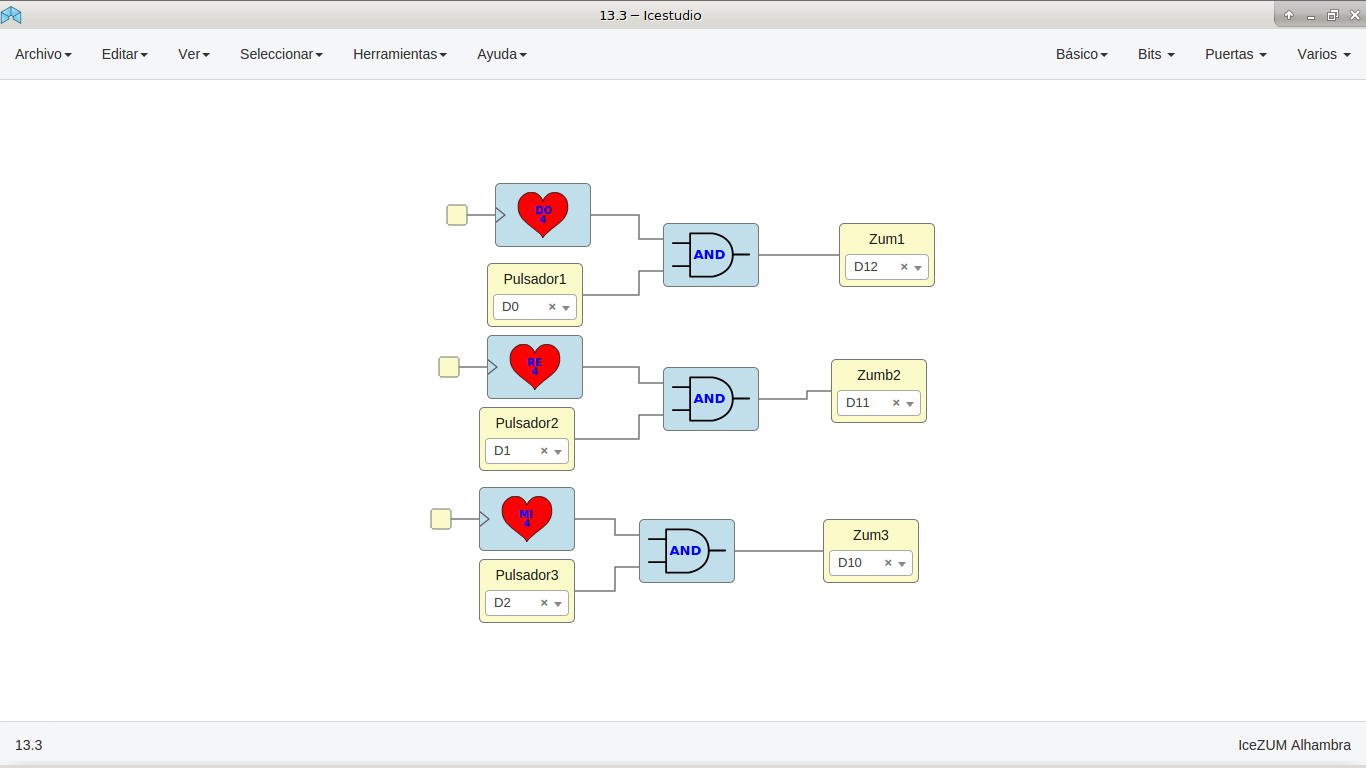 13.3 – Icestudio
Archivo Editar Ver Seleccionar Herramientas Ayuda Básico Bits Puertas Varios
DO
4
AND
Zum1
D12
Pulsador1
D0
RE
4
AND
Zumb2
D11
Pulsador2
D1
MI
4
AND
Zum3
D10
Pulsador3
D2
13.3 IceZUM Alhambra